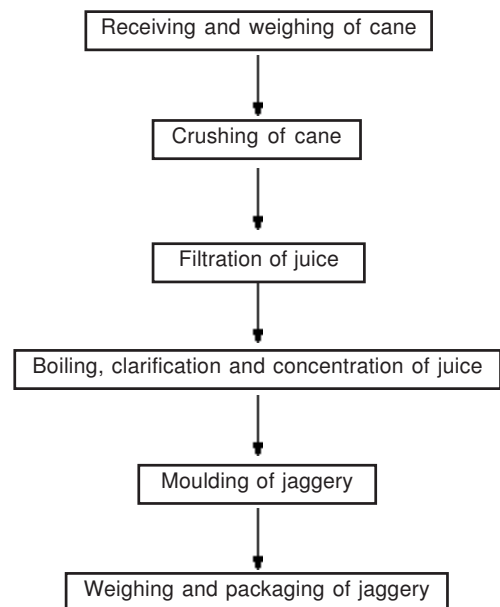 Receiving and weighing of cane
Crushing of cane
Filtration of juice
Boiling, clarification and concentration of juice
Moulding of jaggery
Weighing and packaging of jaggery